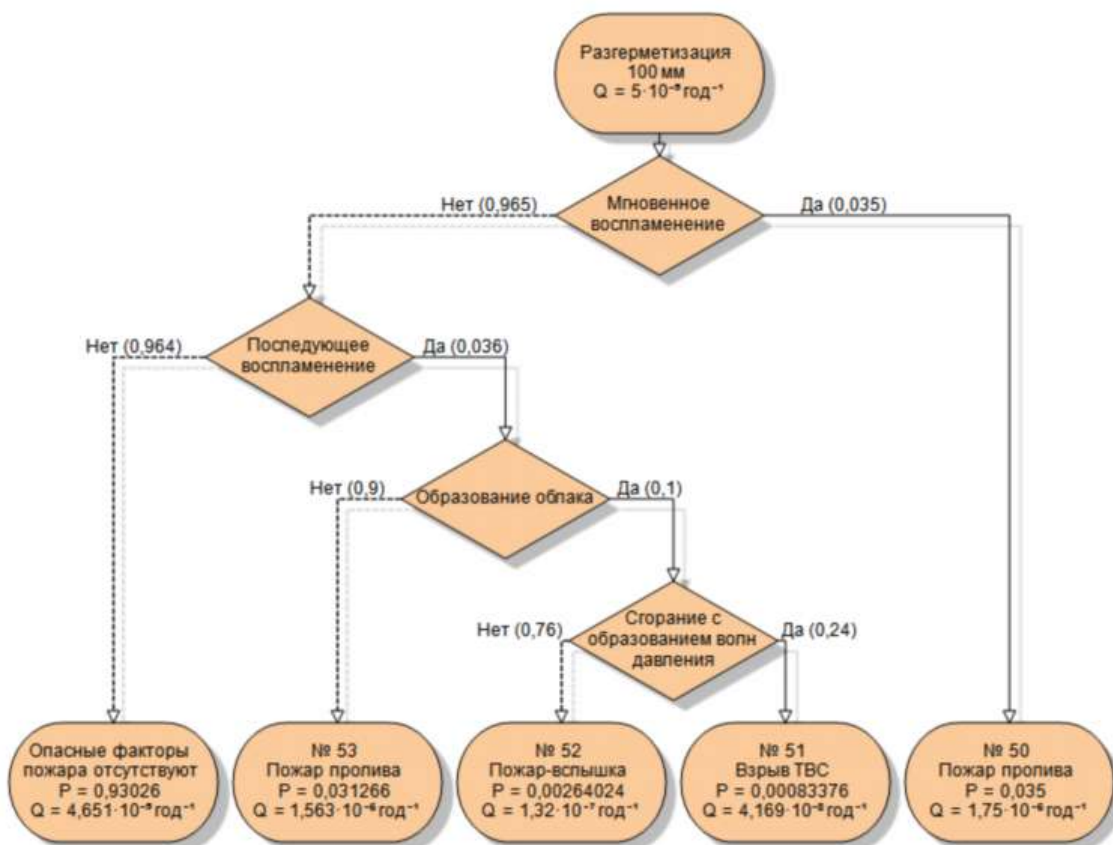 Разгерметизация
100 мм
Q = 5·10⁻⁵ год⁻¹
Мгновенное
воспламенение
Нет (0,965)
Да (0,035)
Последующее
воспламенение
Нет (0,964)
Да (0,036)
Образование облака
Нет (0,9)
Да (0,1)
Сгорание с
образованием волн
давления
Нет (0,76)
Да (0,24)
Опасные факторы
пожара отсутствуют
P = 0,93026
Q = 4,651·10⁻⁵ год⁻¹
№ 53
Пожар пролива
P = 0,031266
Q = 1,563·10⁻⁶ год⁻¹
№ 52
Пожар-вспышка
P = 0,00264024
Q = 1,32·10⁻⁷ год⁻¹
№ 51
Взрыв ТВС
P = 0,00083376
Q = 4,169·10⁻⁸ год⁻¹
№ 50
Пожар пролива
P = 0,035
Q = 1,75·10⁻⁶ год⁻¹